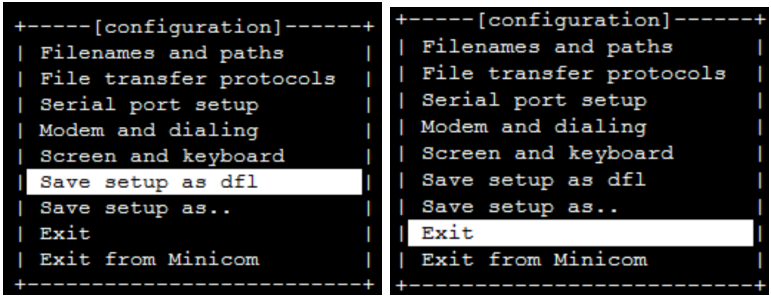 +-----[configuration]------+
| Filenames and paths      |
| File transfer protocols  |
| Serial port setup        |
| Modem and dialing        |
| Screen and keyboard      |
| Save setup as dfl        |
| Save setup as..          |
| Exit                     |
| Exit from Minicom        |
+--------------------------+
+-----[configuration]------+
| Filenames and paths      |
| File transfer protocols  |
| Serial port setup        |
| Modem and dialing        |
| Screen and keyboard      |
| Save setup as dfl        |
| Save setup as..          |
| Exit                     |
| Exit from Minicom        |
+--------------------------+